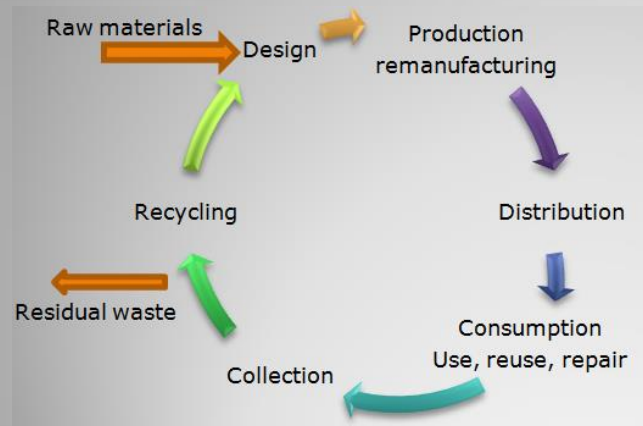 Raw materials
Design
Production
remanufacturing
Distribution
Consumption
Use, reuse, repair
Collection
Recycling
Residual waste